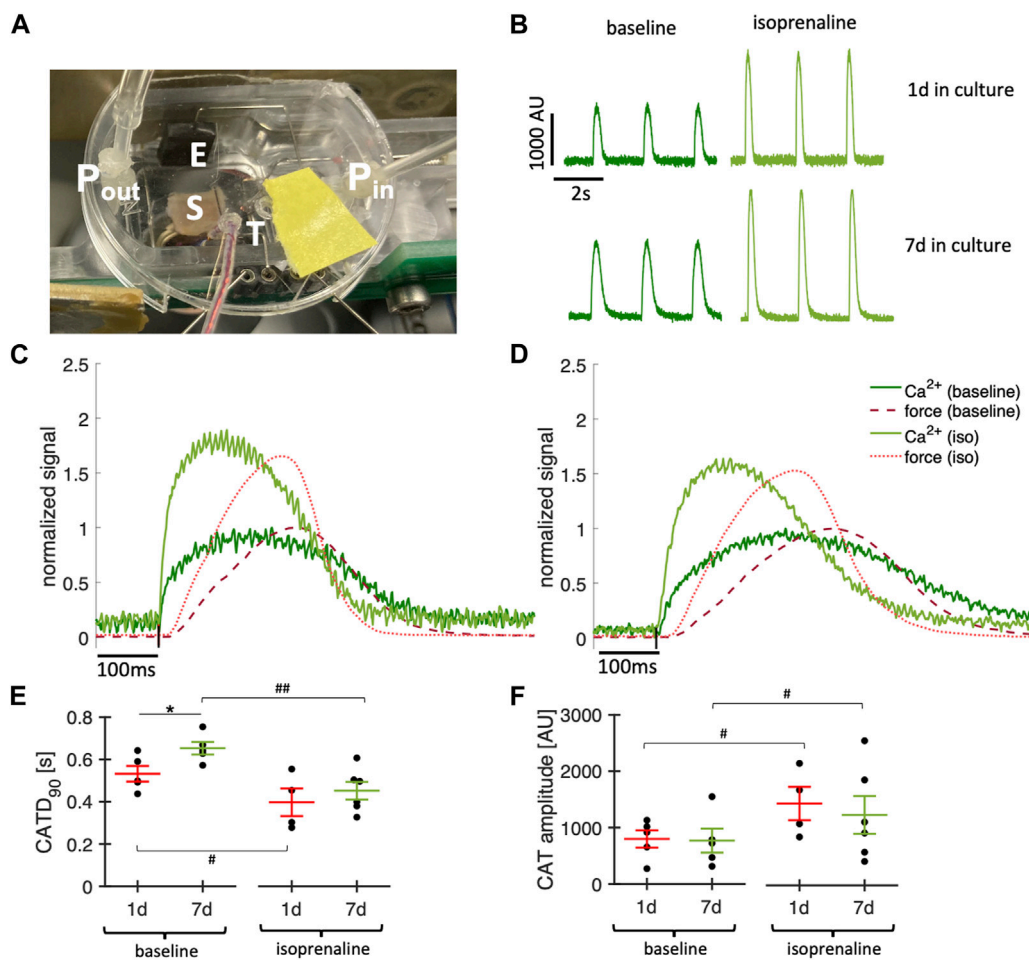 A
E
P_out
P_in
S
T
B
baseline
isoprenaline
1d in culture
1000 AU
2s
7d in culture
C
2.5
2
1.5
1
0.5
0
normalized signal
100ms
D
2.5
2
1.5
1
0.5
0
normalized signal
100ms
Ca²⁺ (baseline)
force (baseline)
Ca²⁺ (iso)
force (iso)
E
0.8
0.6
0.4
0.2
0
CATD₉₀ [s]
*
##
#
1d
7d
1d
7d
baseline
isoprenaline
F
3000
2000
1000
0
CAT amplitude [AU]
#
#
1d
7d
1d
7d
baseline
isoprenaline